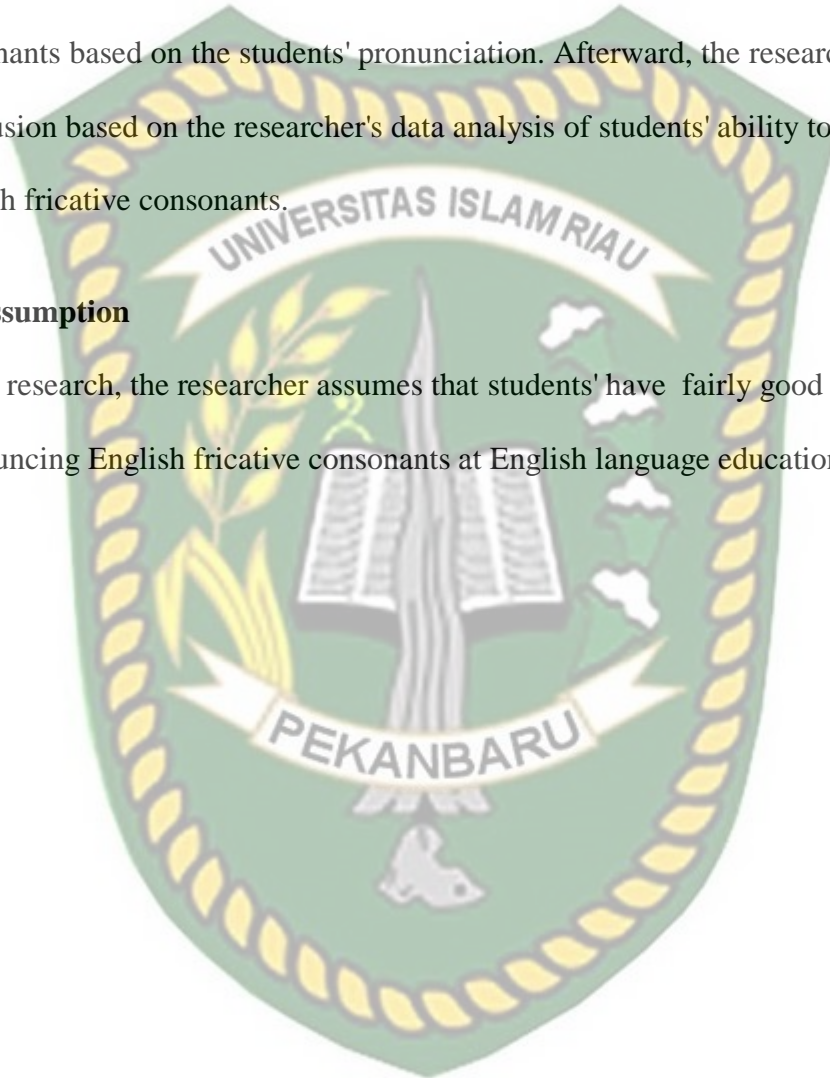 nants based on the students' pronunciation. Afterward, the researc
usion based on the researcher's data analysis of students' ability to
h fricative consonants.
UNIVERSITAS ISLAM RIAU
ssumption
research, the researcher assumes that students' have fairly good
uncing English fricative consonants at English language education
PEKANBARU